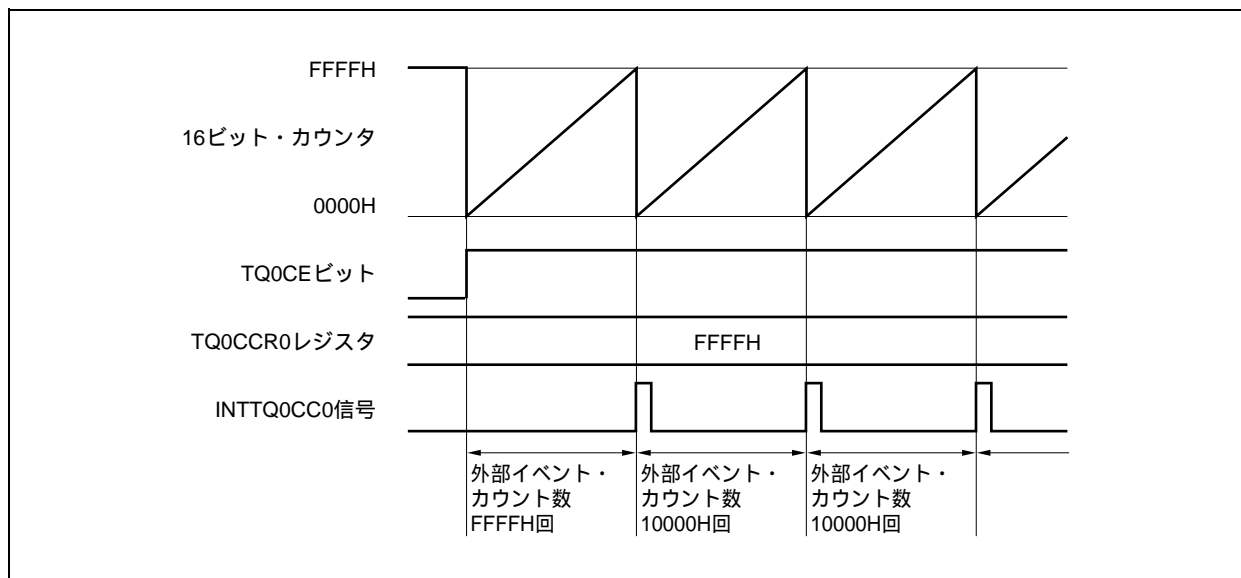 FFFFH
16ビット・カウンタ
0000H
TQ0CEビット
TQ0CCR0レジスタ
FFFFH
INTTQ0CC0信号
外部イベント・
カウント数
FFFFH回
外部イベント・
カウント数
10000H回
外部イベント・
カウント数
10000H回